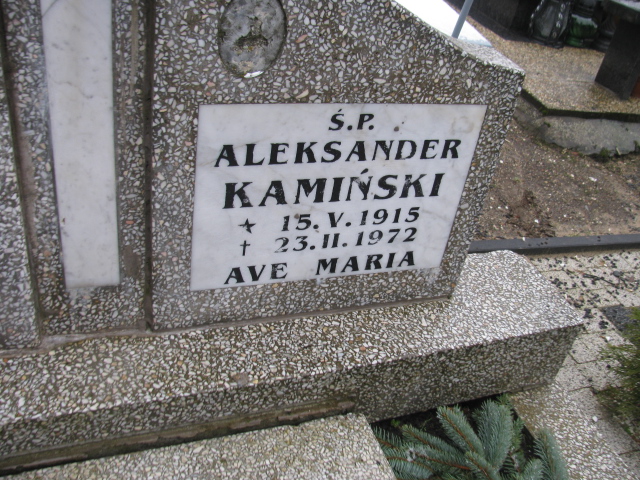 Ś.P.
ALEKSANDER
KAMIŃSKI
* 15.V.1915
† 23.II.1972
AVE MARIA